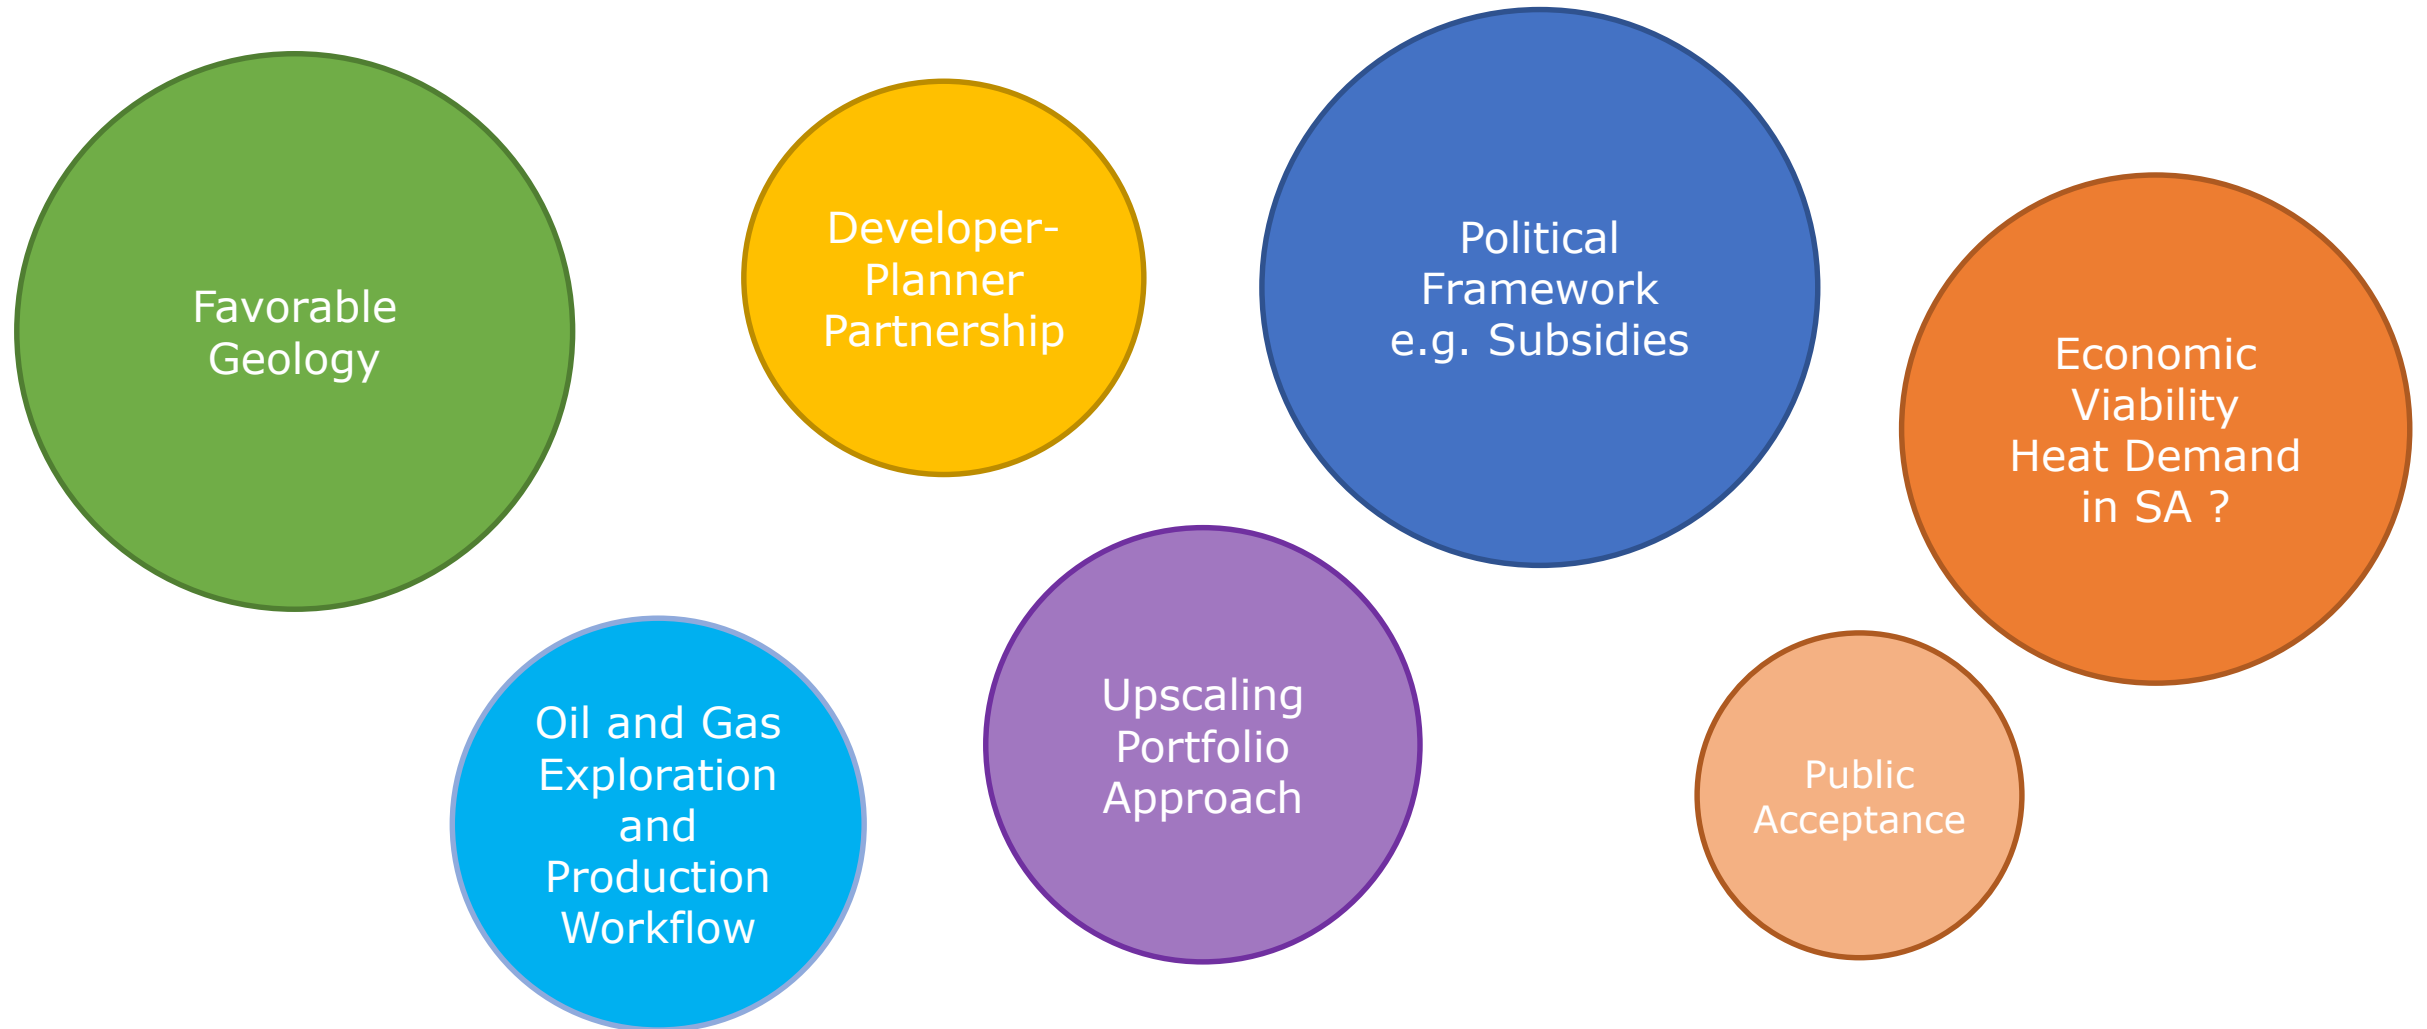 Favorable
Geology
Developer-
Planner
Partnership
Political
Framework
e.g. Subsidies
Economic
Viability
Heat Demand
in SA ?
Oil and Gas
Exploration
and
Production
Workflow
Upscaling
Portfolio
Approach
Public
Acceptance